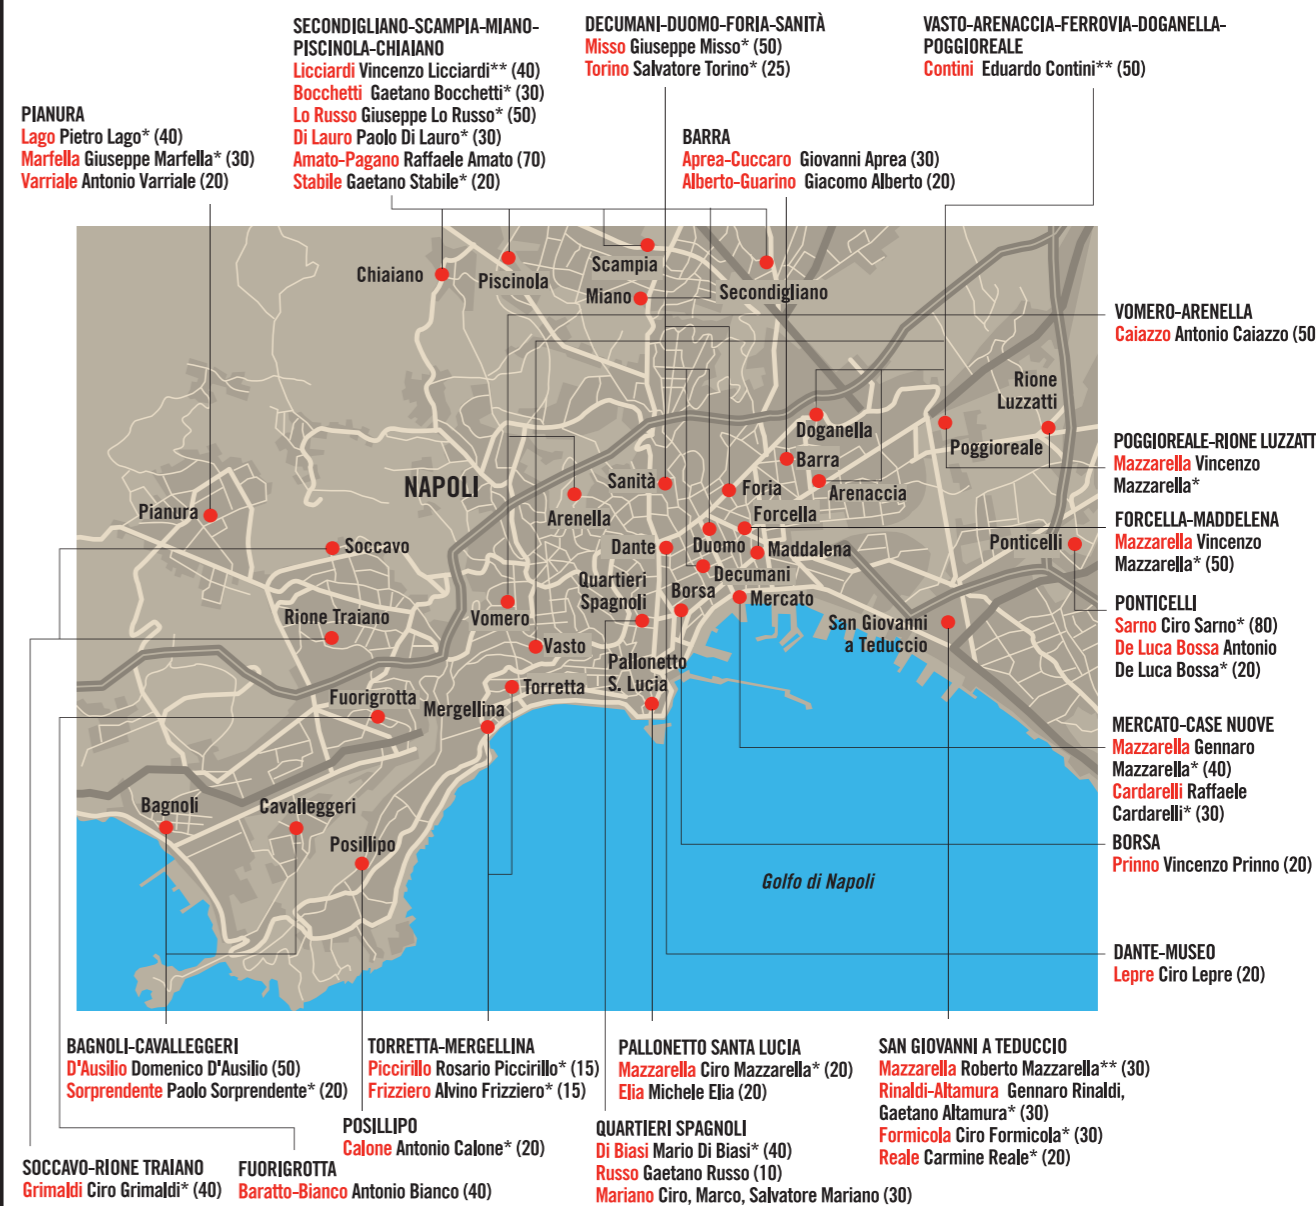 SECONDIGLIANO-SCAMPIA-MIANO-
PISCINOLA-CHIAIANO
Licciardi Vincenzo Licciardi** (40)
Bocchetti Gaetano Bocchetti* (30)
Lo Russo Giuseppe Lo Russo* (50)
Di Lauro Paolo Di Lauro* (30)
Amato-Pagano Raffaele Amato (70)
Stabile Gaetano Stabile* (20)
DECUMANI-DUOMO-FORIA-SANITÀ
Misso Giuseppe Misso* (50)
Torino Salvatore Torino* (25)
VASTO-ARENACCIA-FERROVIA-DOGANELLA-
POGGIOREALE
Contini Eduardo Contini** (50)
PIANURA
Lago Pietro Lago* (40)
Marfella Giuseppe Marfella* (30)
Varriale Antonio Varriale (20)
BARRA
Aprea-Cuccaro Giovanni Aprea (30)
Alberto-Guarino Giacomo Alberto (20)
Chiaiano
Piscinola
Scampia
Miano
Secondigliano
VOMERO-ARENELLA
Caiazzo Antonio Caiazzo (50
Rione
Luzzatti
Doganella
Poggioreale
Barra
POGGIOREALE-RIONE LUZZATT
Mazzarella Vincenzo
Mazzarella*
NAPOLI
Sanità
Foria
Arenaccia
Arenella
Pianura
Forcella
FORCELLA-MADDELENA
Mazzarella Vincenzo
Mazzarella* (50)
Soccavo
Dante
Duomo
Maddalena
Ponticelli
Quartieri
Spagnoli
Decumani
Borsa
Mercato
PONTICELLI
Sarno Ciro Sarno* (80)
De Luca Bossa Antonio
De Luca Bossa* (20)
Rione Traiano
Vomero
San Giovanni
a Teduccio
Vasto
Pallonetto
S. Lucia
Torretta
Fuorigrotta
Mergellina
MERCATO-CASE NUOVE
Mazzarella Gennaro
Mazzarella* (40)
Cardarelli Raffaele
Cardarelli* (30)
Bagnoli
Cavalleggeri
Posillipo
BORSA
Prinno Vincenzo Prinno (20)
Golfo di Napoli
DANTE-MUSEO
Lepre Ciro Lepre (20)
BAGNOLI-CAVALLEGGERI
D'Ausilio Domenico D'Ausilio (50)
Sorprendente Paolo Sorprendente* (20)
TORRETTA-MERGELLINA
Piccirillo Rosario Piccirillo* (15)
Frizziero Alvino Frizziero* (15)
PALLONETTO SANTA LUCIA
Mazzarella Ciro Mazzarella* (20)
Elia Michele Elia (20)
SAN GIOVANNI A TEDUCCIO
Mazzarella Roberto Mazzarella** (30)
Rinaldi-Altamura Gennaro Rinaldi,
Gaetano Altamura* (30)
Formicola Ciro Formicola* (30)
Reale Carmine Reale* (20)
POSILLIPO
Calone Antonio Calone* (20)
QUARTIERI SPAGNOLI
Di Biasi Mario Di Biasi* (40)
Russo Gaetano Russo (10)
Mariano Ciro, Marco, Salvatore Mariano (30)
SOCCAVO-RIONE TRAIANO
Grimaldi Ciro Grimaldi* (40)
FUORIGROTTA
Baratto-Bianco Antonio Bianco (40)